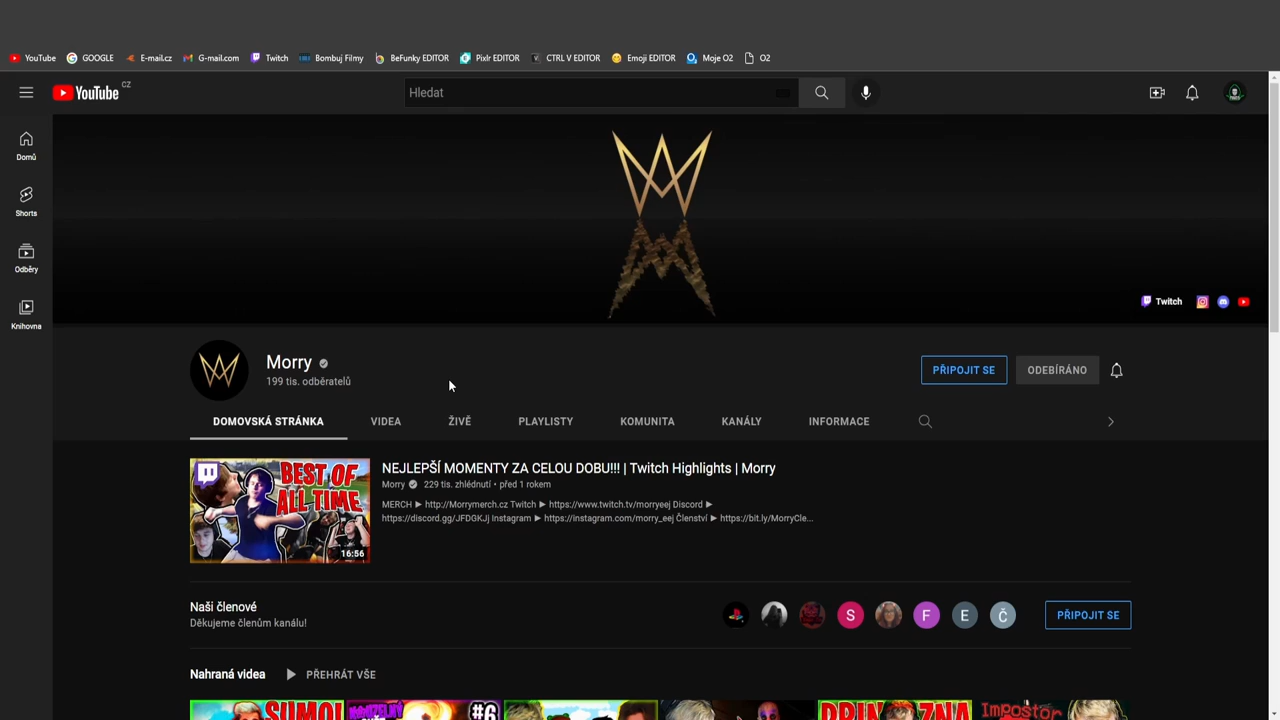 YouTube GOOGLE E-mail.cz G-mail.com Twitch Bombuj Filmy BeFunky EDITOR Pixlr EDITOR CTRL V EDITOR Emoji EDITOR Moje O2 O2
YouTube CZ
Hledat
Domů
Shorts
Odběry
Knihovna
Twitch
Morry
199 tis. odběratelů
PŘIPOJIT SE
ODEBÍRÁNO
DOMOVSKÁ STRÁNKA VIDEA ŽIVĚ PLAYLISTY KOMUNITA KANÁLY INFORMACE
BEST OF
ALL TIME
16:56
NEJLEPŠÍ MOMENTY ZA CELOU DOBU!!! | Twitch Highlights | Morry
Morry 229 tis. zhlédnutí • před 1 rokem
MERCH ► http://Morrymerch.cz Twitch ► https://www.twitch.tv/morryeej Discord ►
https://discord.gg/JFDGKJj Instagram ► https://instagram.com/morry_eej Členství ► https://bit.ly/MorryCle...
Naši členové
Děkujeme členům kanálu!
S F E Č
PŘIPOJIT SE
Nahraná videa PŘEHRÁT VŠE
#6
Impostor